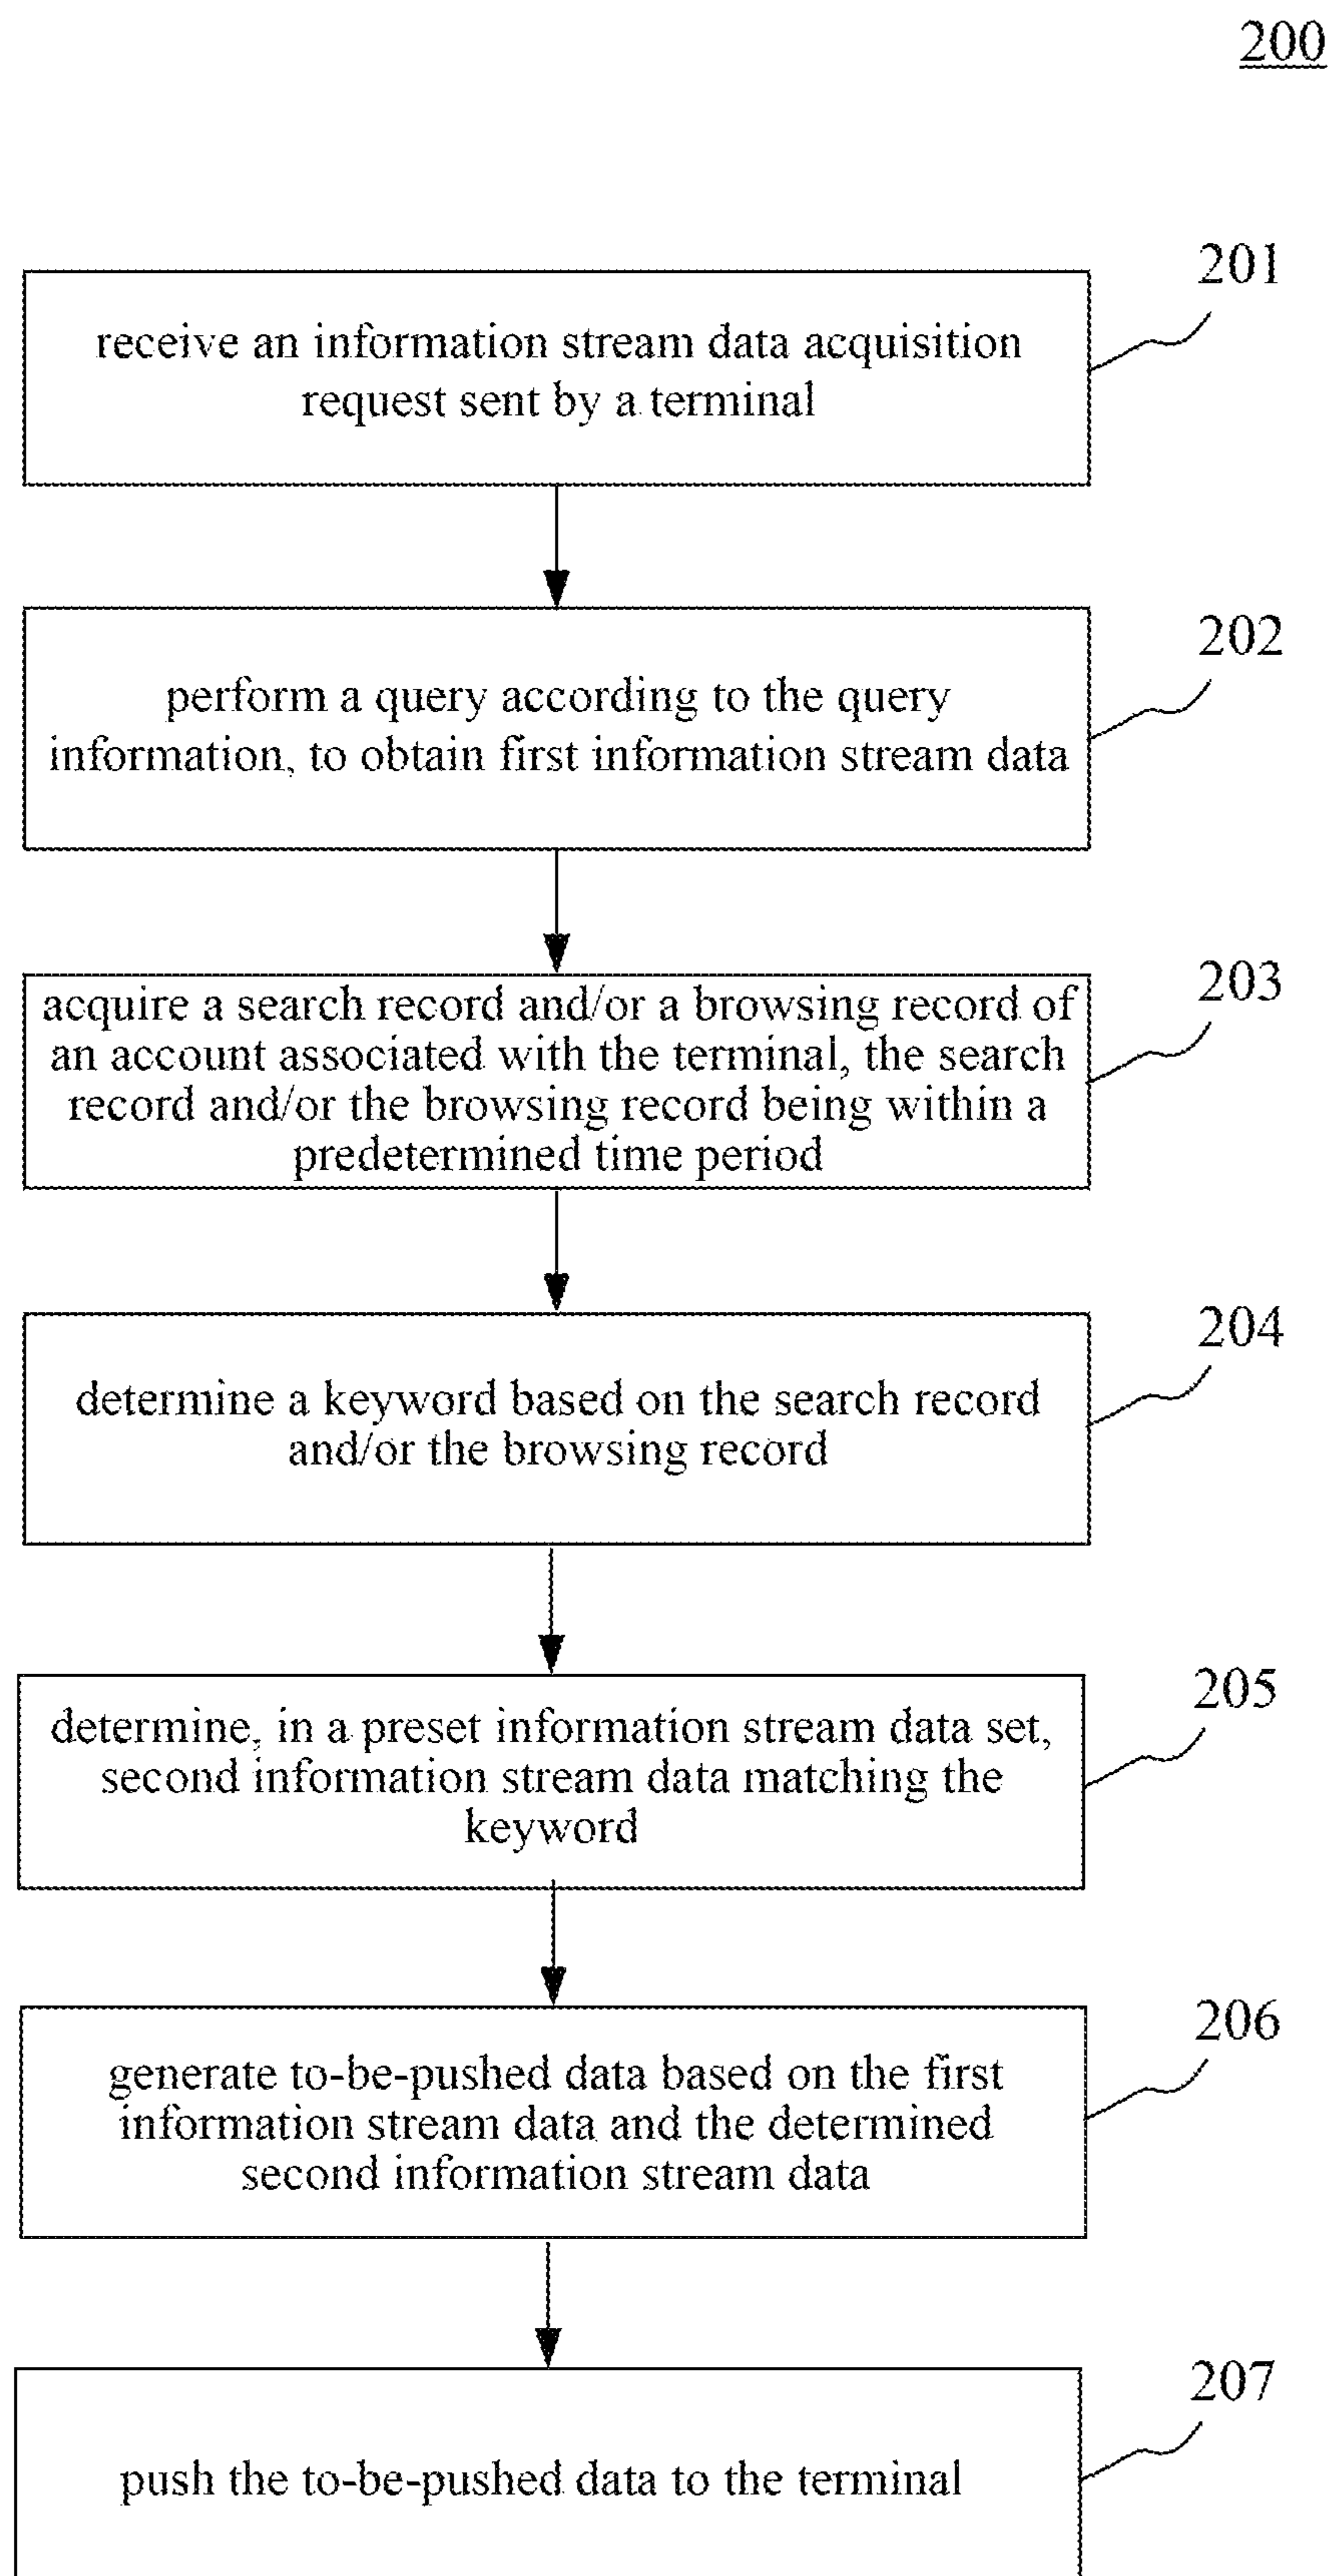 200
201
receive an information stream data acquisition
request sent by a terminal
202
perform a query according to the query
information, to obtain first information stream data
203
acquire a search record and/or a browsing record of
an account associated with the terminal, the search
record and/or the browsing record being within a
predetermined time period
204
determine a keyword based on the search record
and/or the browsing record
205
determine, in a preset information stream data set,
second information stream data matching the
keyword
206
generate to-be-pushed data based on the first
information stream data and the determined
second information stream data
207
push the to-be-pushed data to the terminal